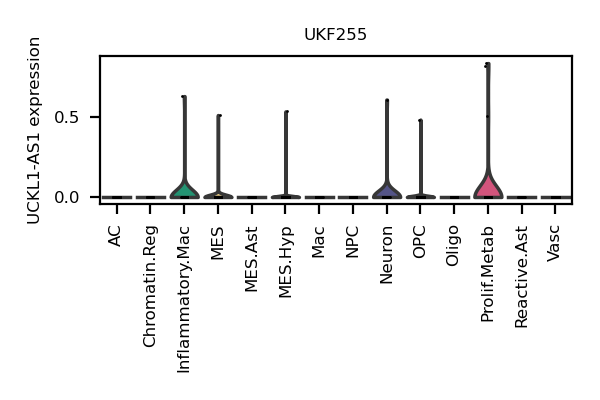 UKF255
UCKL1-AS1 expression
0.5
0.0
AC
Chromatin.Reg
Inflammatory.Mac
MES
MES.Ast
MES.Hyp
Mac
NPC
Neuron
OPC
Oligo
Prolif.Metab
Reactive.Ast
Vasc